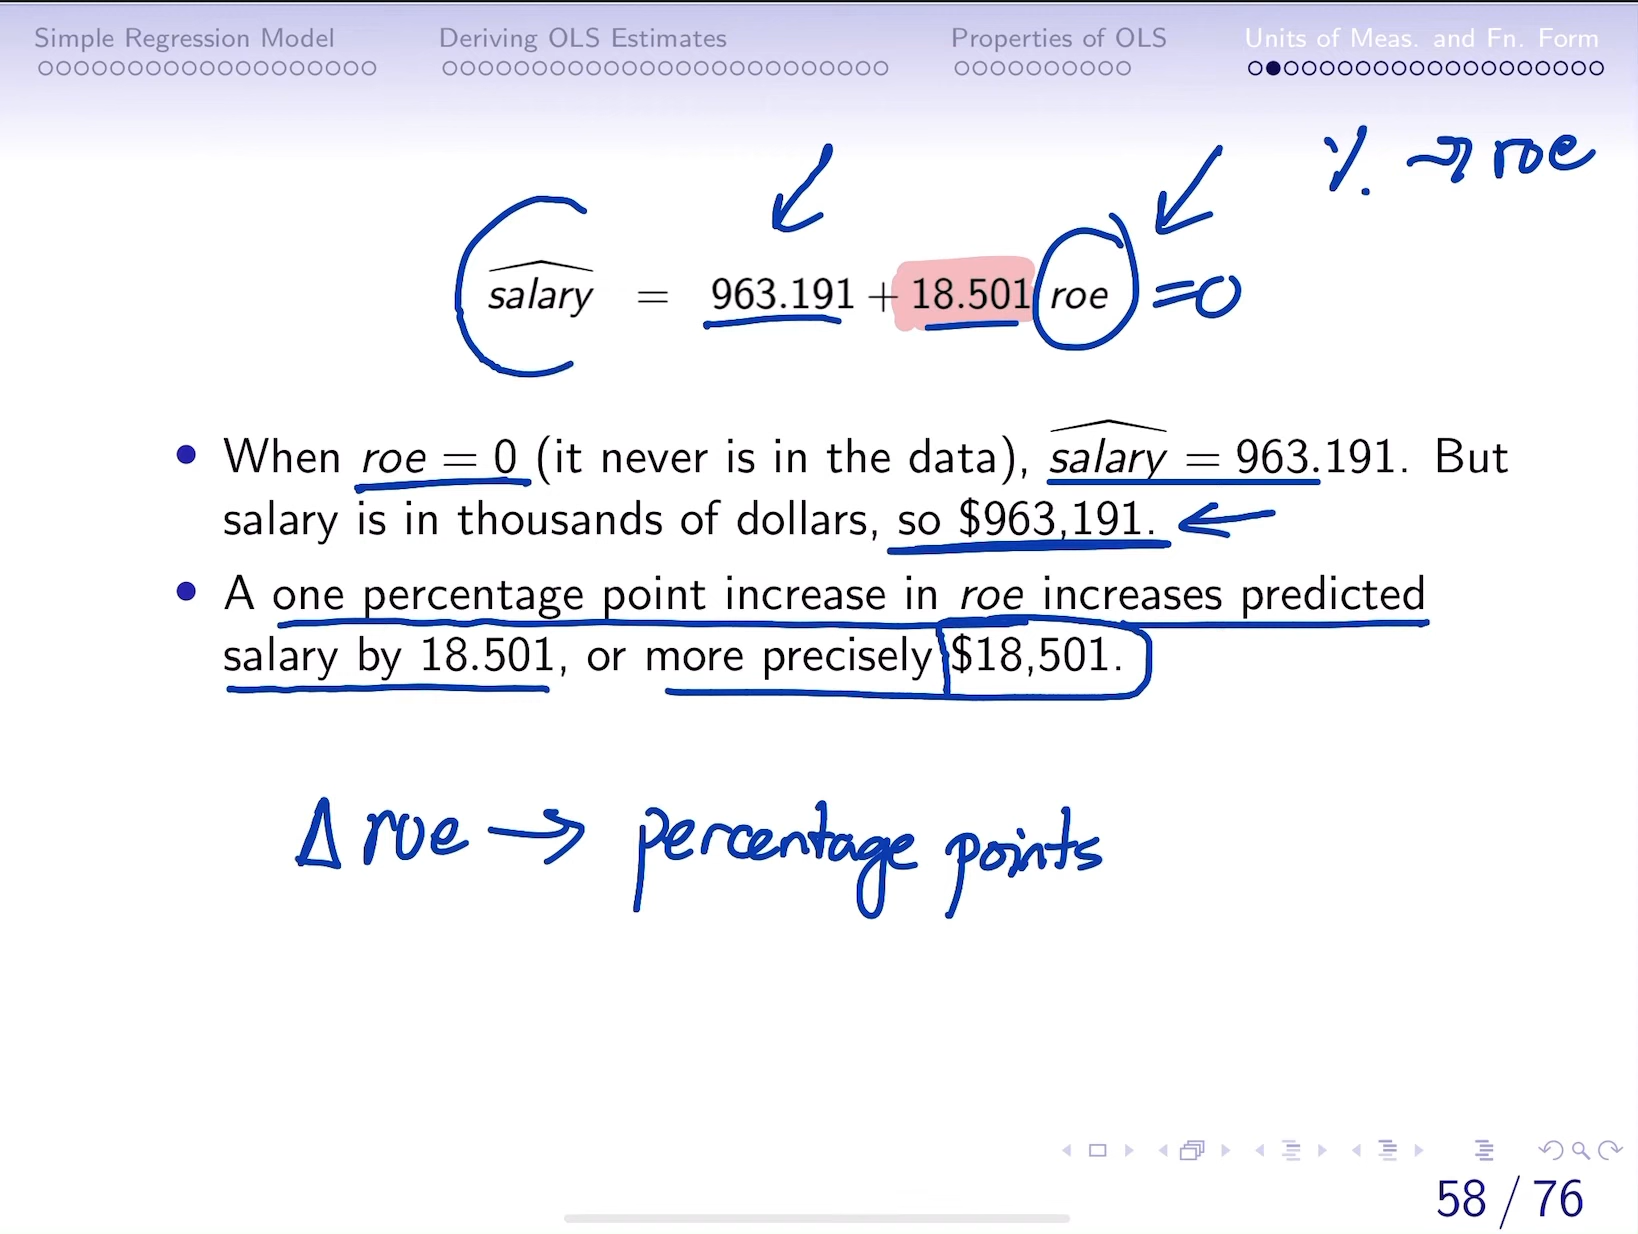 Simple Regression Model Deriving OLS Estimates Properties of OLS Units of Meas. and Fn. Form
% → roe
salary = 963.191 + 18.501 roe = 0
• When roe = 0 (it never is in the data), salary = 963.191. But
salary is in thousands of dollars, so $963,191. ←
• A one percentage point increase in roe increases predicted
salary by 18.501, or more precisely $18,501.
Δ roe → percentage points
58 / 76